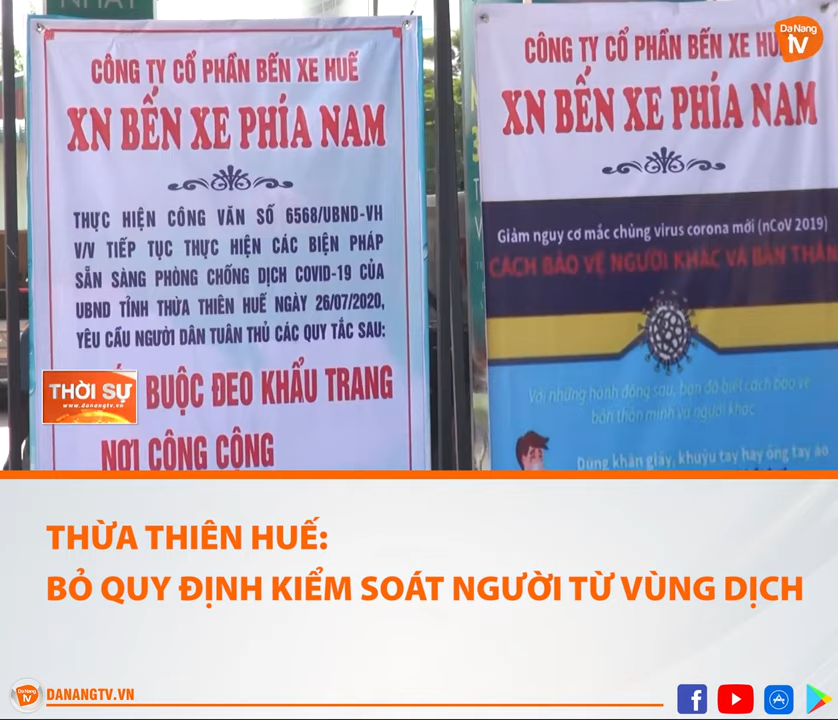 NHẤT
CÔNG TY CỔ PHẦN BẾN XE HUẾ
XN BẾN XE PHÍA NAM
THỰC HIỆN CÔNG VĂN SỐ 6568/UBND-VH
V/V TIẾP TỤC THỰC HIỆN CÁC BIỆN PHÁP
SẴN SÀNG PHÒNG CHỐNG DỊCH COVID-19 CỦA
UBND TỈNH THỪA THIÊN HUẾ NGÀY 26/07/2020,
YÊU CẦU NGƯỜI DÂN TUÂN THỦ CÁC QUY TẮC SAU:
BUỘC ĐEO KHẨU TRANG
NƠI CÔNG CỘNG
THỜI SỰ
www.danangtv.vn
DaNang
tv
CÔNG TY CỔ PHẦN BẾN XE
XN BẾN XE PHÍA NAM
Giảm nguy cơ mắc chủng virus corona mới (nCoV 2019)
CÁCH BẢO VỆ NGƯỜI KHÁC VÀ BẢN THÂN
Với những hành động sau, bạn đã biết cách bảo vệ
bản thân mình và người khác
Dùng khăn giấy, khuỷu tay hay ống tay áo
THỪA THIÊN HUẾ:
BỎ QUY ĐỊNH KIỂM SOÁT NGƯỜI TỪ VÙNG DỊCH
DaNang
tv
DANANGTV.VN